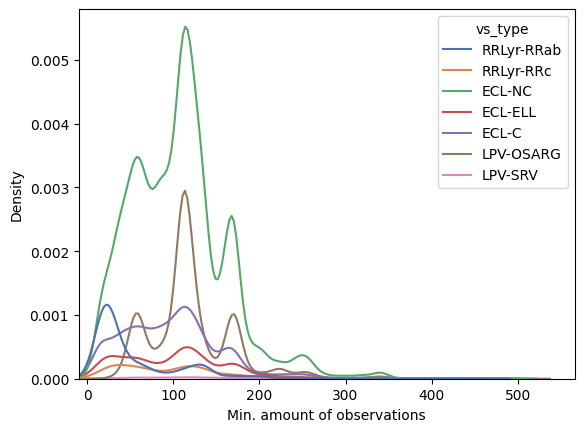 vs_type
RRLyr-RRab
RRLyr-RRc
ECL-NC
ECL-ELL
ECL-C
LPV-OSARG
LPV-SRV
Density
0.005
0.004
0.003
0.002
0.001
0.000
0 100 200 300 400 500
Min. amount of observations